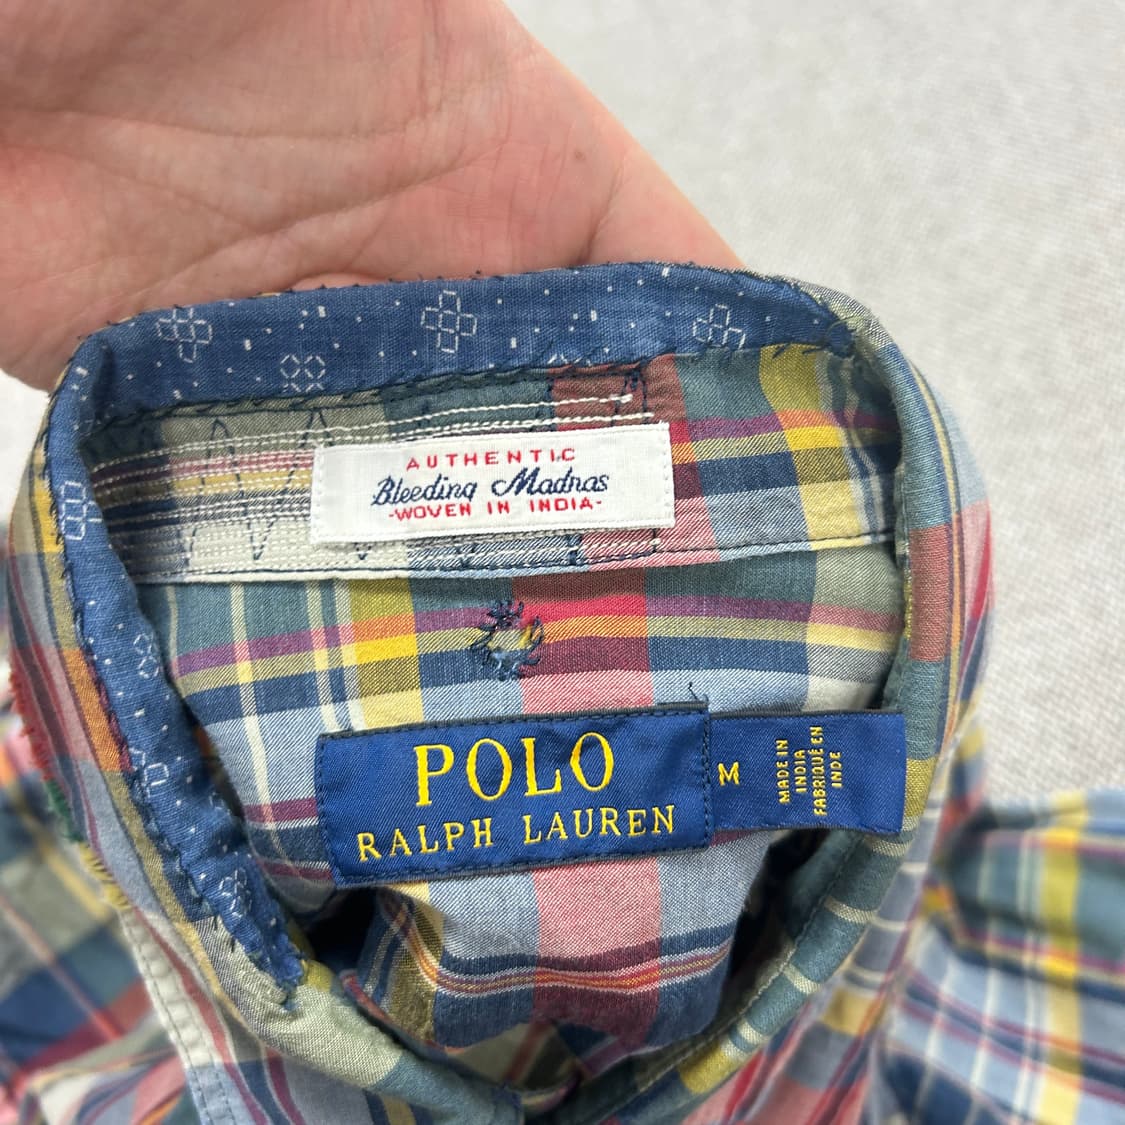 AUTHENTIC
Bleeding Madras
-WOVEN IN INDIA-
POLO
RALPH LAUREN
M
MADE IN
INDIA
FABRIQUÉ EN
INDE